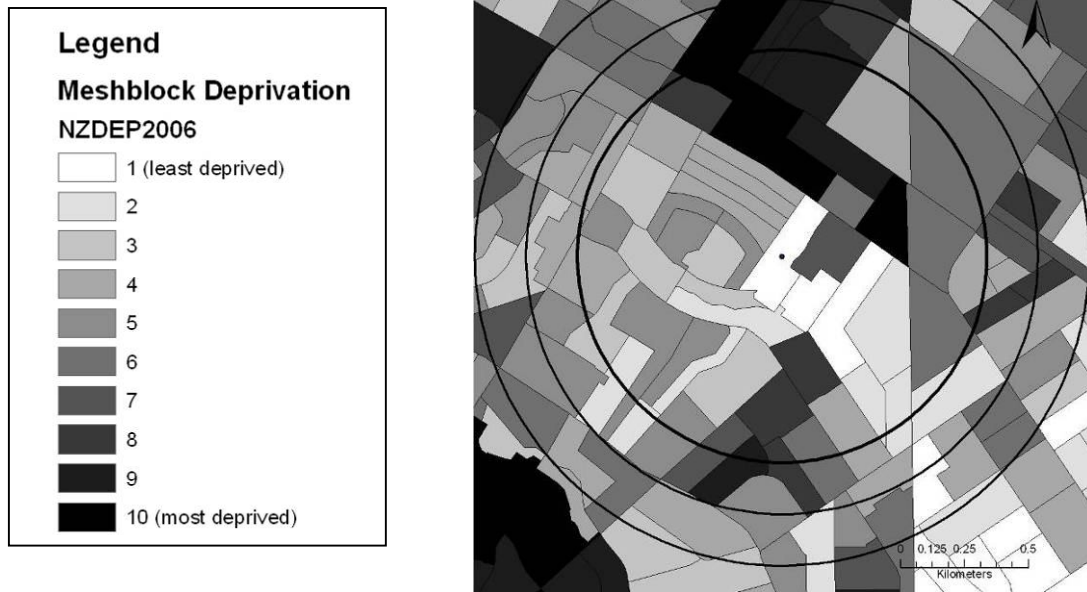 Legend
Meshblock Deprivation
NZDEP2006
1 (least deprived)
2
3
4
5
6
7
8
9
10 (most deprived)
0 0.125 0.25 0.5
Kilometers